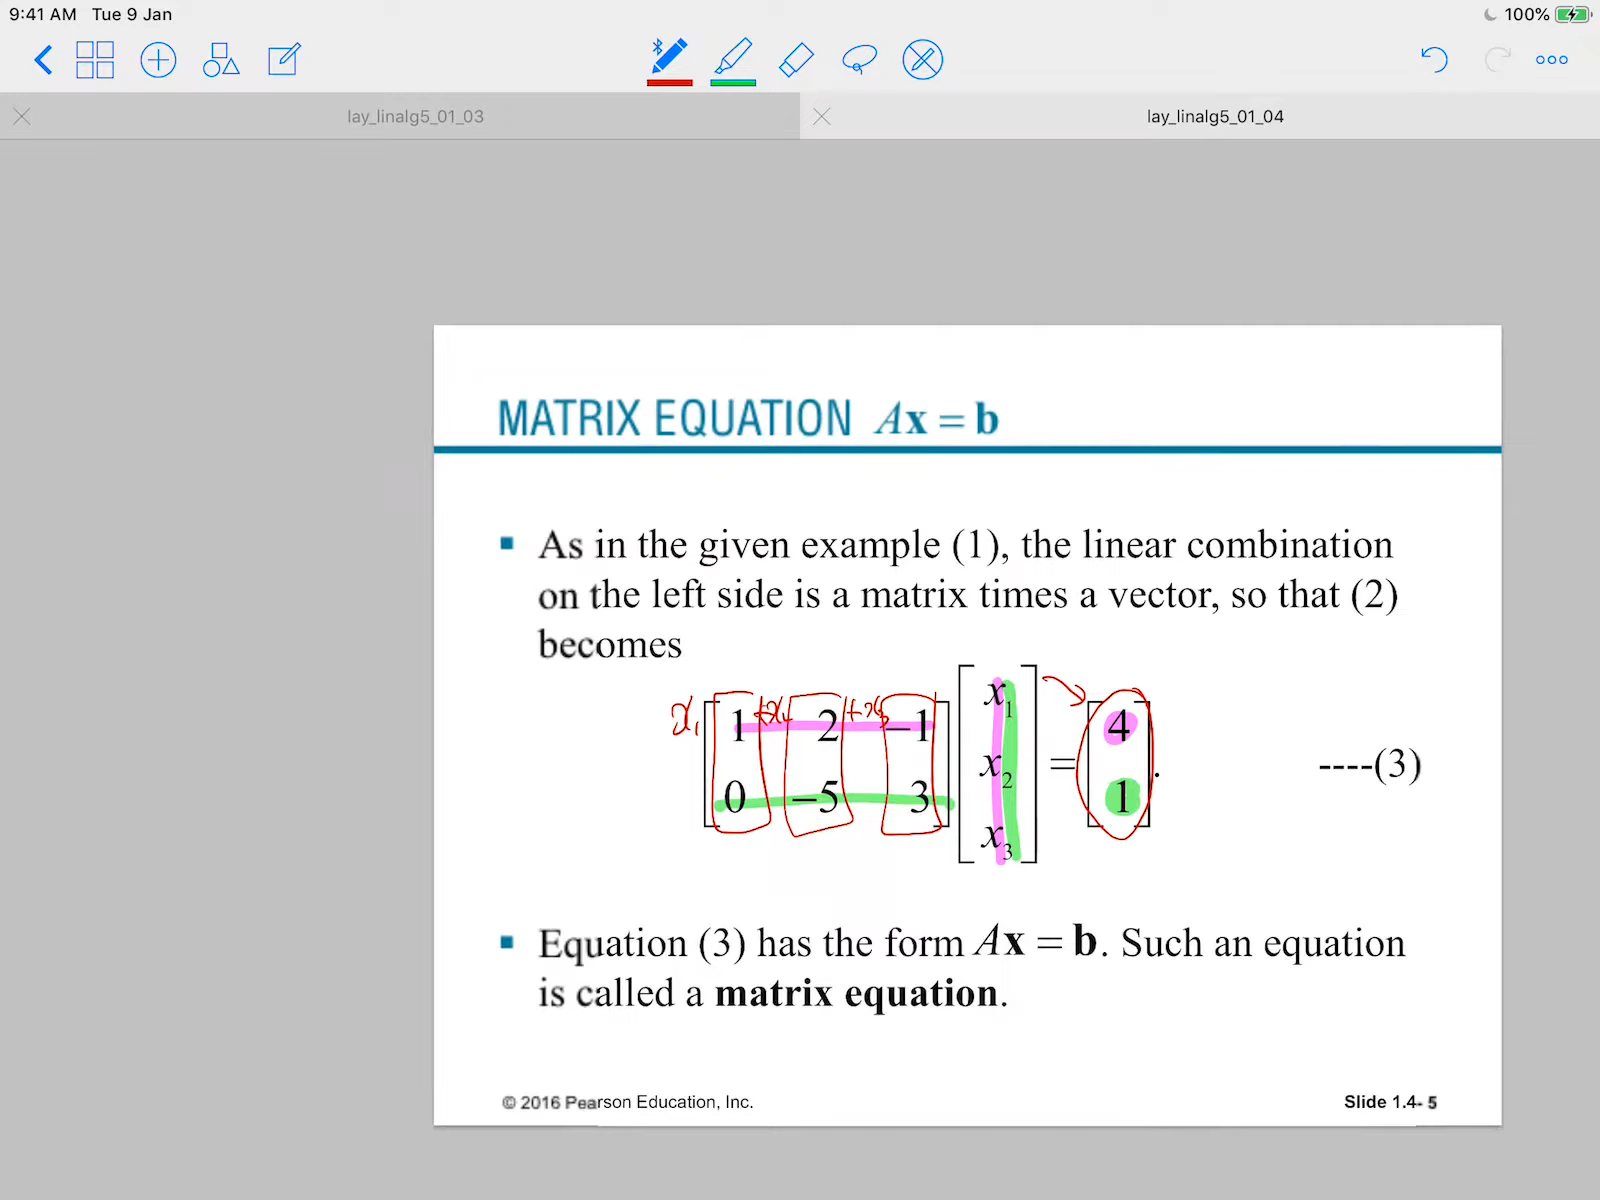 9:41 AM Tue 9 Jan 100%
lay_linalg5_01_03 lay_linalg5_01_04
MATRIX EQUATION Ax = b
As in the given example (1), the linear combination
on the left side is a matrix times a vector, so that (2)
becomes
x₁ 1 +x₂ 2 +x₃ −1 x₁ 4
0 −5 3 x₂ = 1 . ----(3)
x₃
Equation (3) has the form Ax = b. Such an equation
is called a matrix equation.
© 2016 Pearson Education, Inc. Slide 1.4- 5